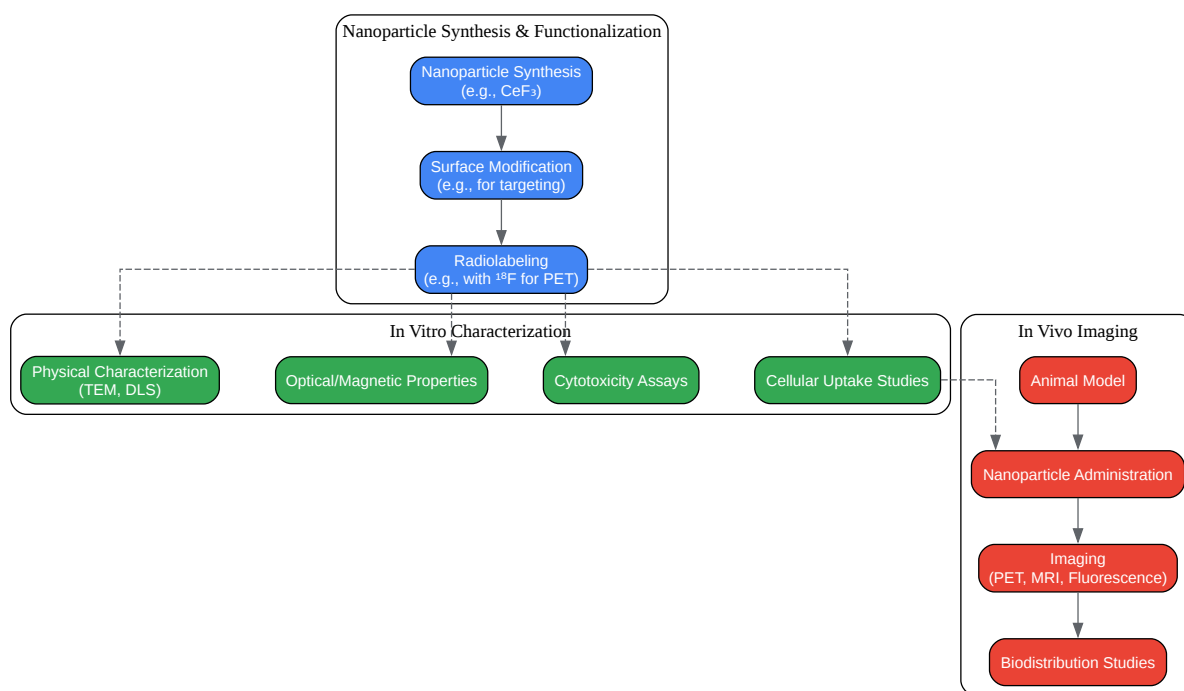 Nanoparticle Synthesis & Functionalization
Nanoparticle Synthesis
(e.g., CeF₃)
Surface Modification
(e.g., for targeting)
Radiolabeling
(e.g., with ¹⁸F for PET)
In Vitro Characterization
Physical Characterization
(TEM, DLS)
Optical/Magnetic Properties
Cytotoxicity Assays
Cellular Uptake Studies
In Vivo Imaging
Animal Model
Nanoparticle Administration
Imaging
(PET, MRI, Fluorescence)
Biodistribution Studies